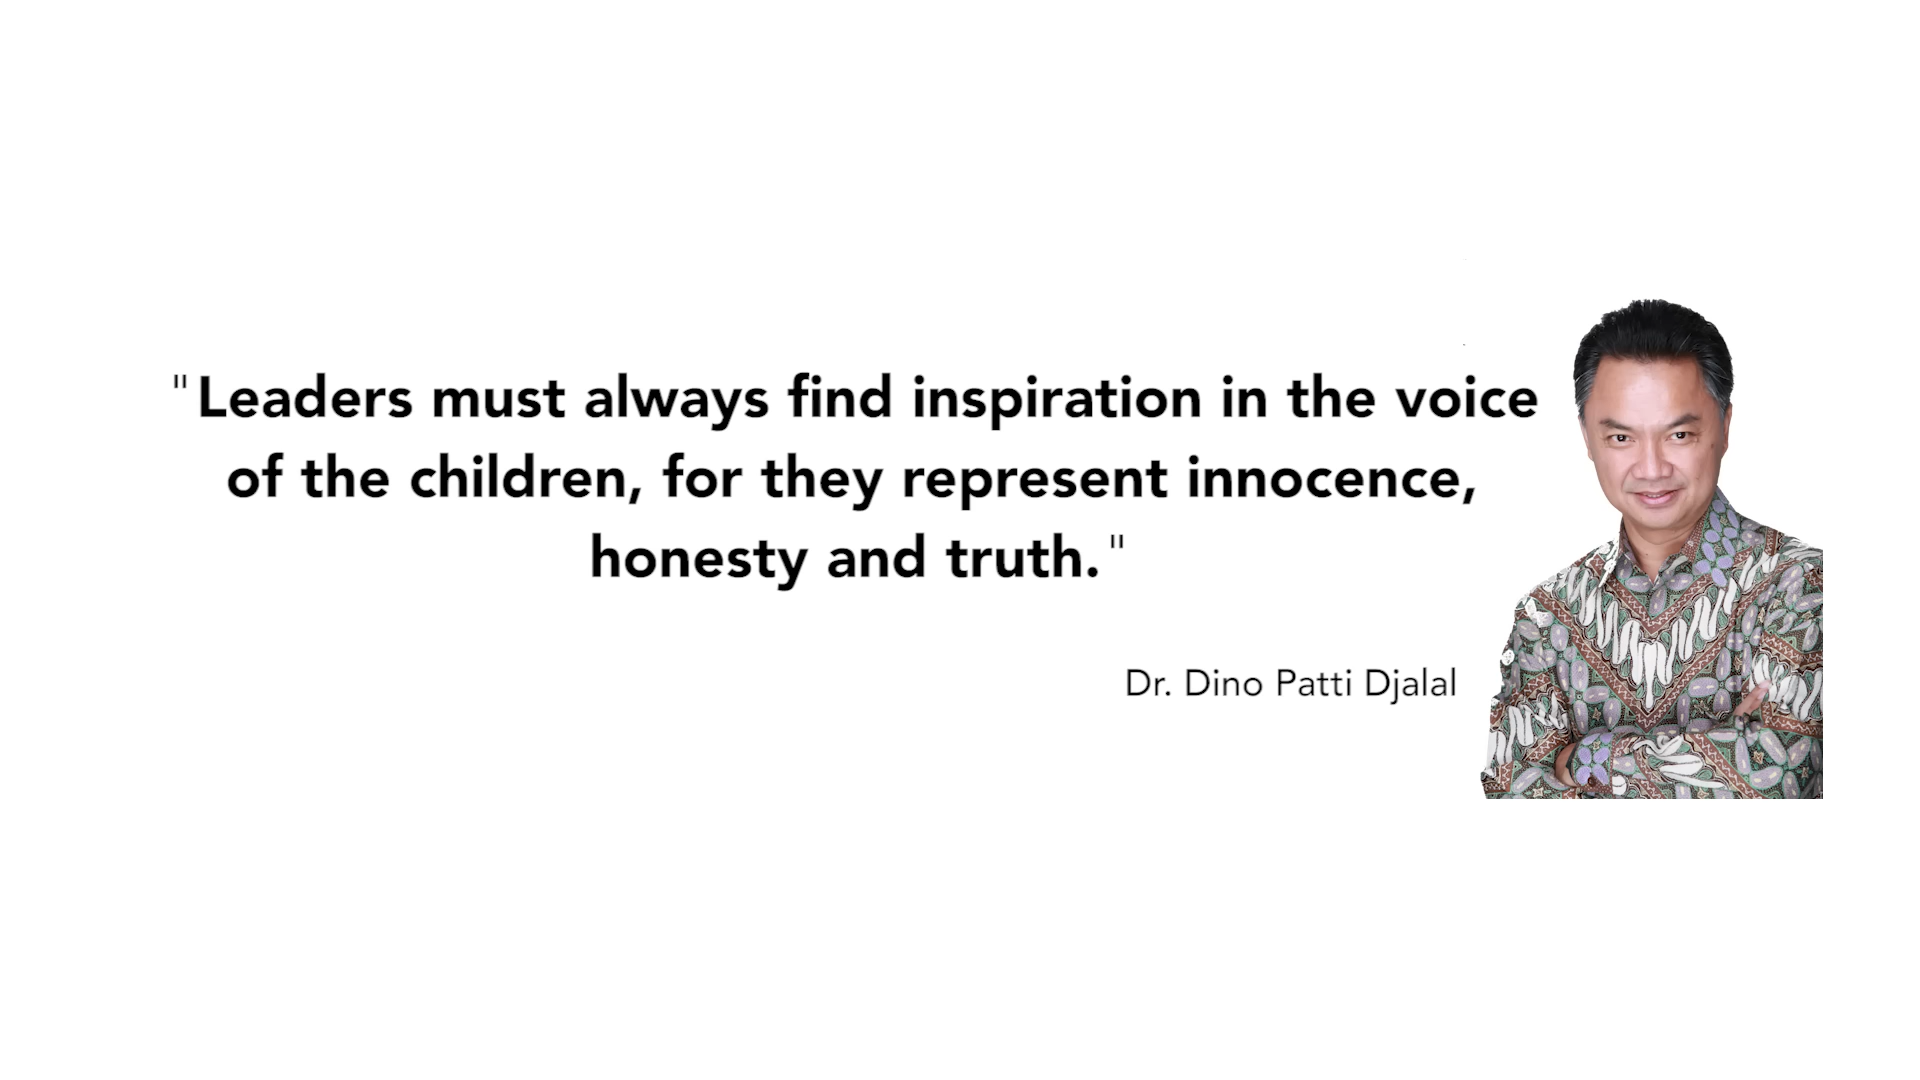 "Leaders must always find inspiration in the voice
of the children, for they represent innocence,
honesty and truth."
Dr. Dino Patti Djalal